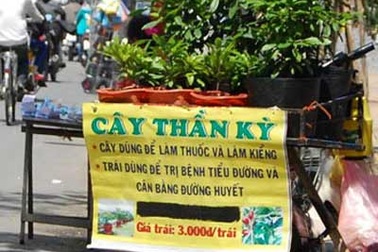 CÂY THẦN KỲ
• CÂY DÙNG ĐỂ LÀM THUỐC VÀ LÀM KIỂNG
• TRÁI DÙNG ĐỂ TRỊ BỆNH TIỂU ĐƯỜNG VÀ
CÂN BẰNG ĐƯỜNG HUYẾT
Giá trái: 3.000đ/trái